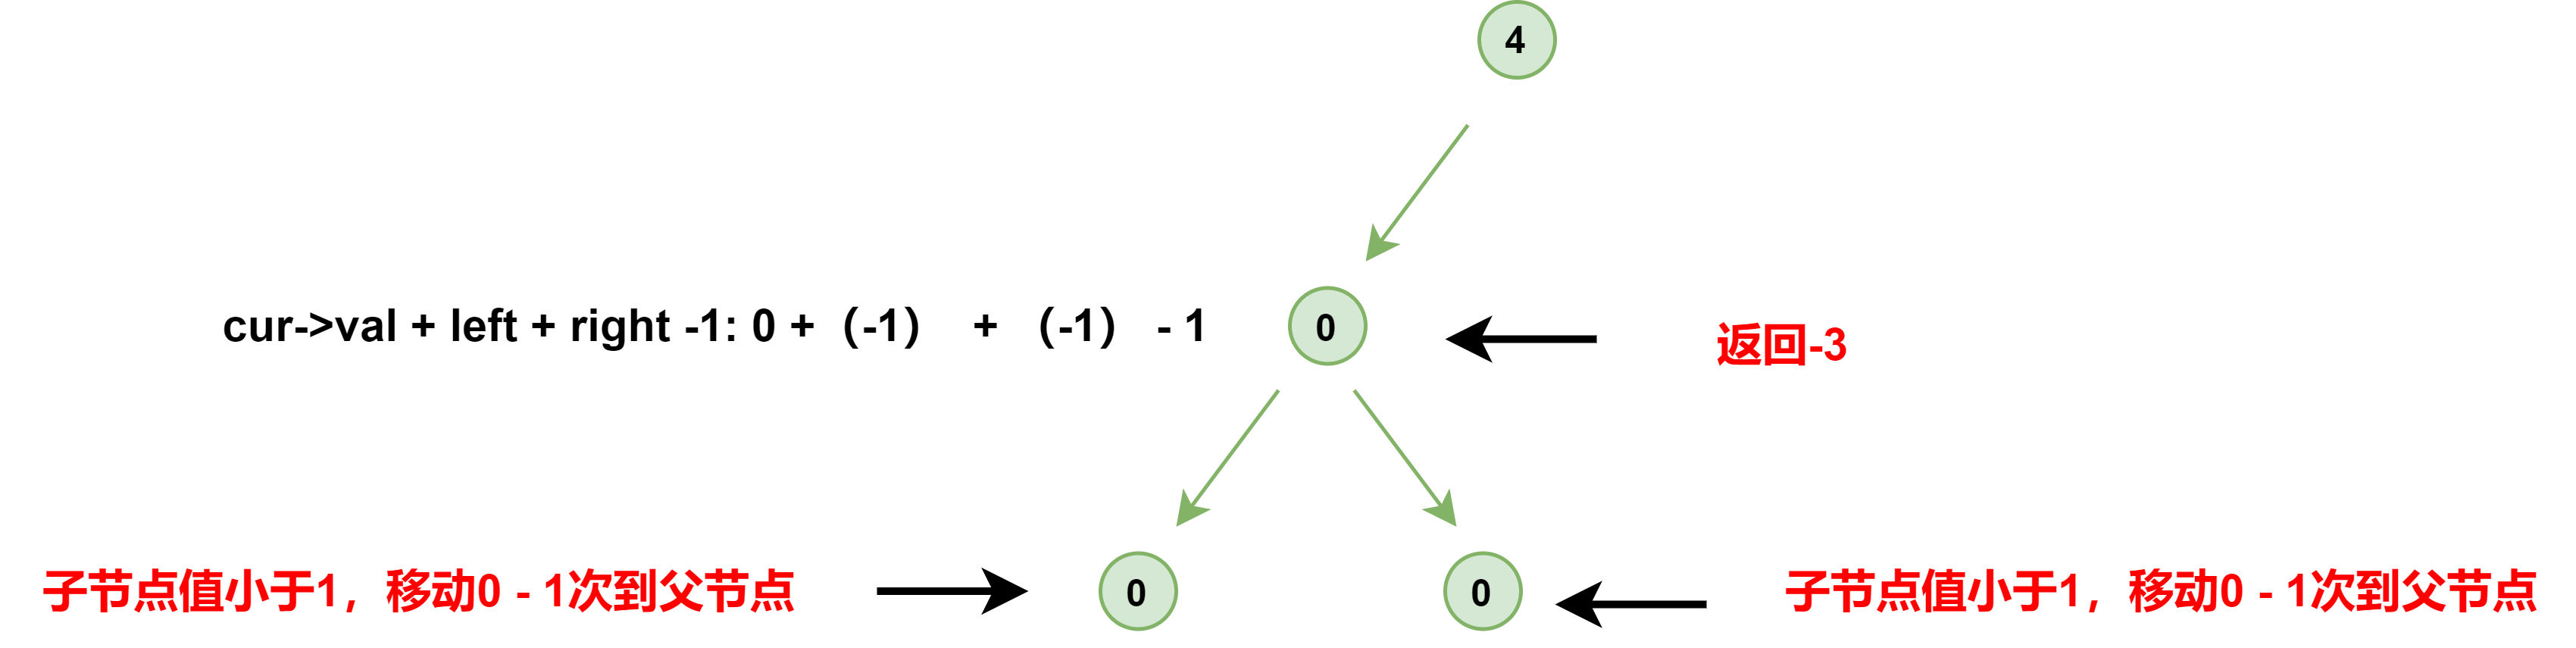 4
cur->val + left + right -1: 0 +（-1） + （-1） - 1
0
返回-3
子节点值小于1，移动0 - 1次到父节点
0
0
子节点值小于1，移动0 - 1次到父节点